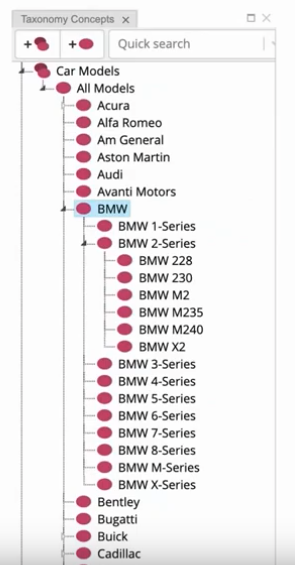 Taxonomy Concepts
Quick search
Car Models
All Models
Acura
Alfa Romeo
Am General
Aston Martin
Audi
Avanti Motors
BMW
BMW 1-Series
BMW 2-Series
BMW 228
BMW 230
BMW M2
BMW M235
BMW M240
BMW X2
BMW 3-Series
BMW 4-Series
BMW 5-Series
BMW 6-Series
BMW 7-Series
BMW 8-Series
BMW M-Series
BMW X-Series
Bentley
Bugatti
Buick
Cadillac